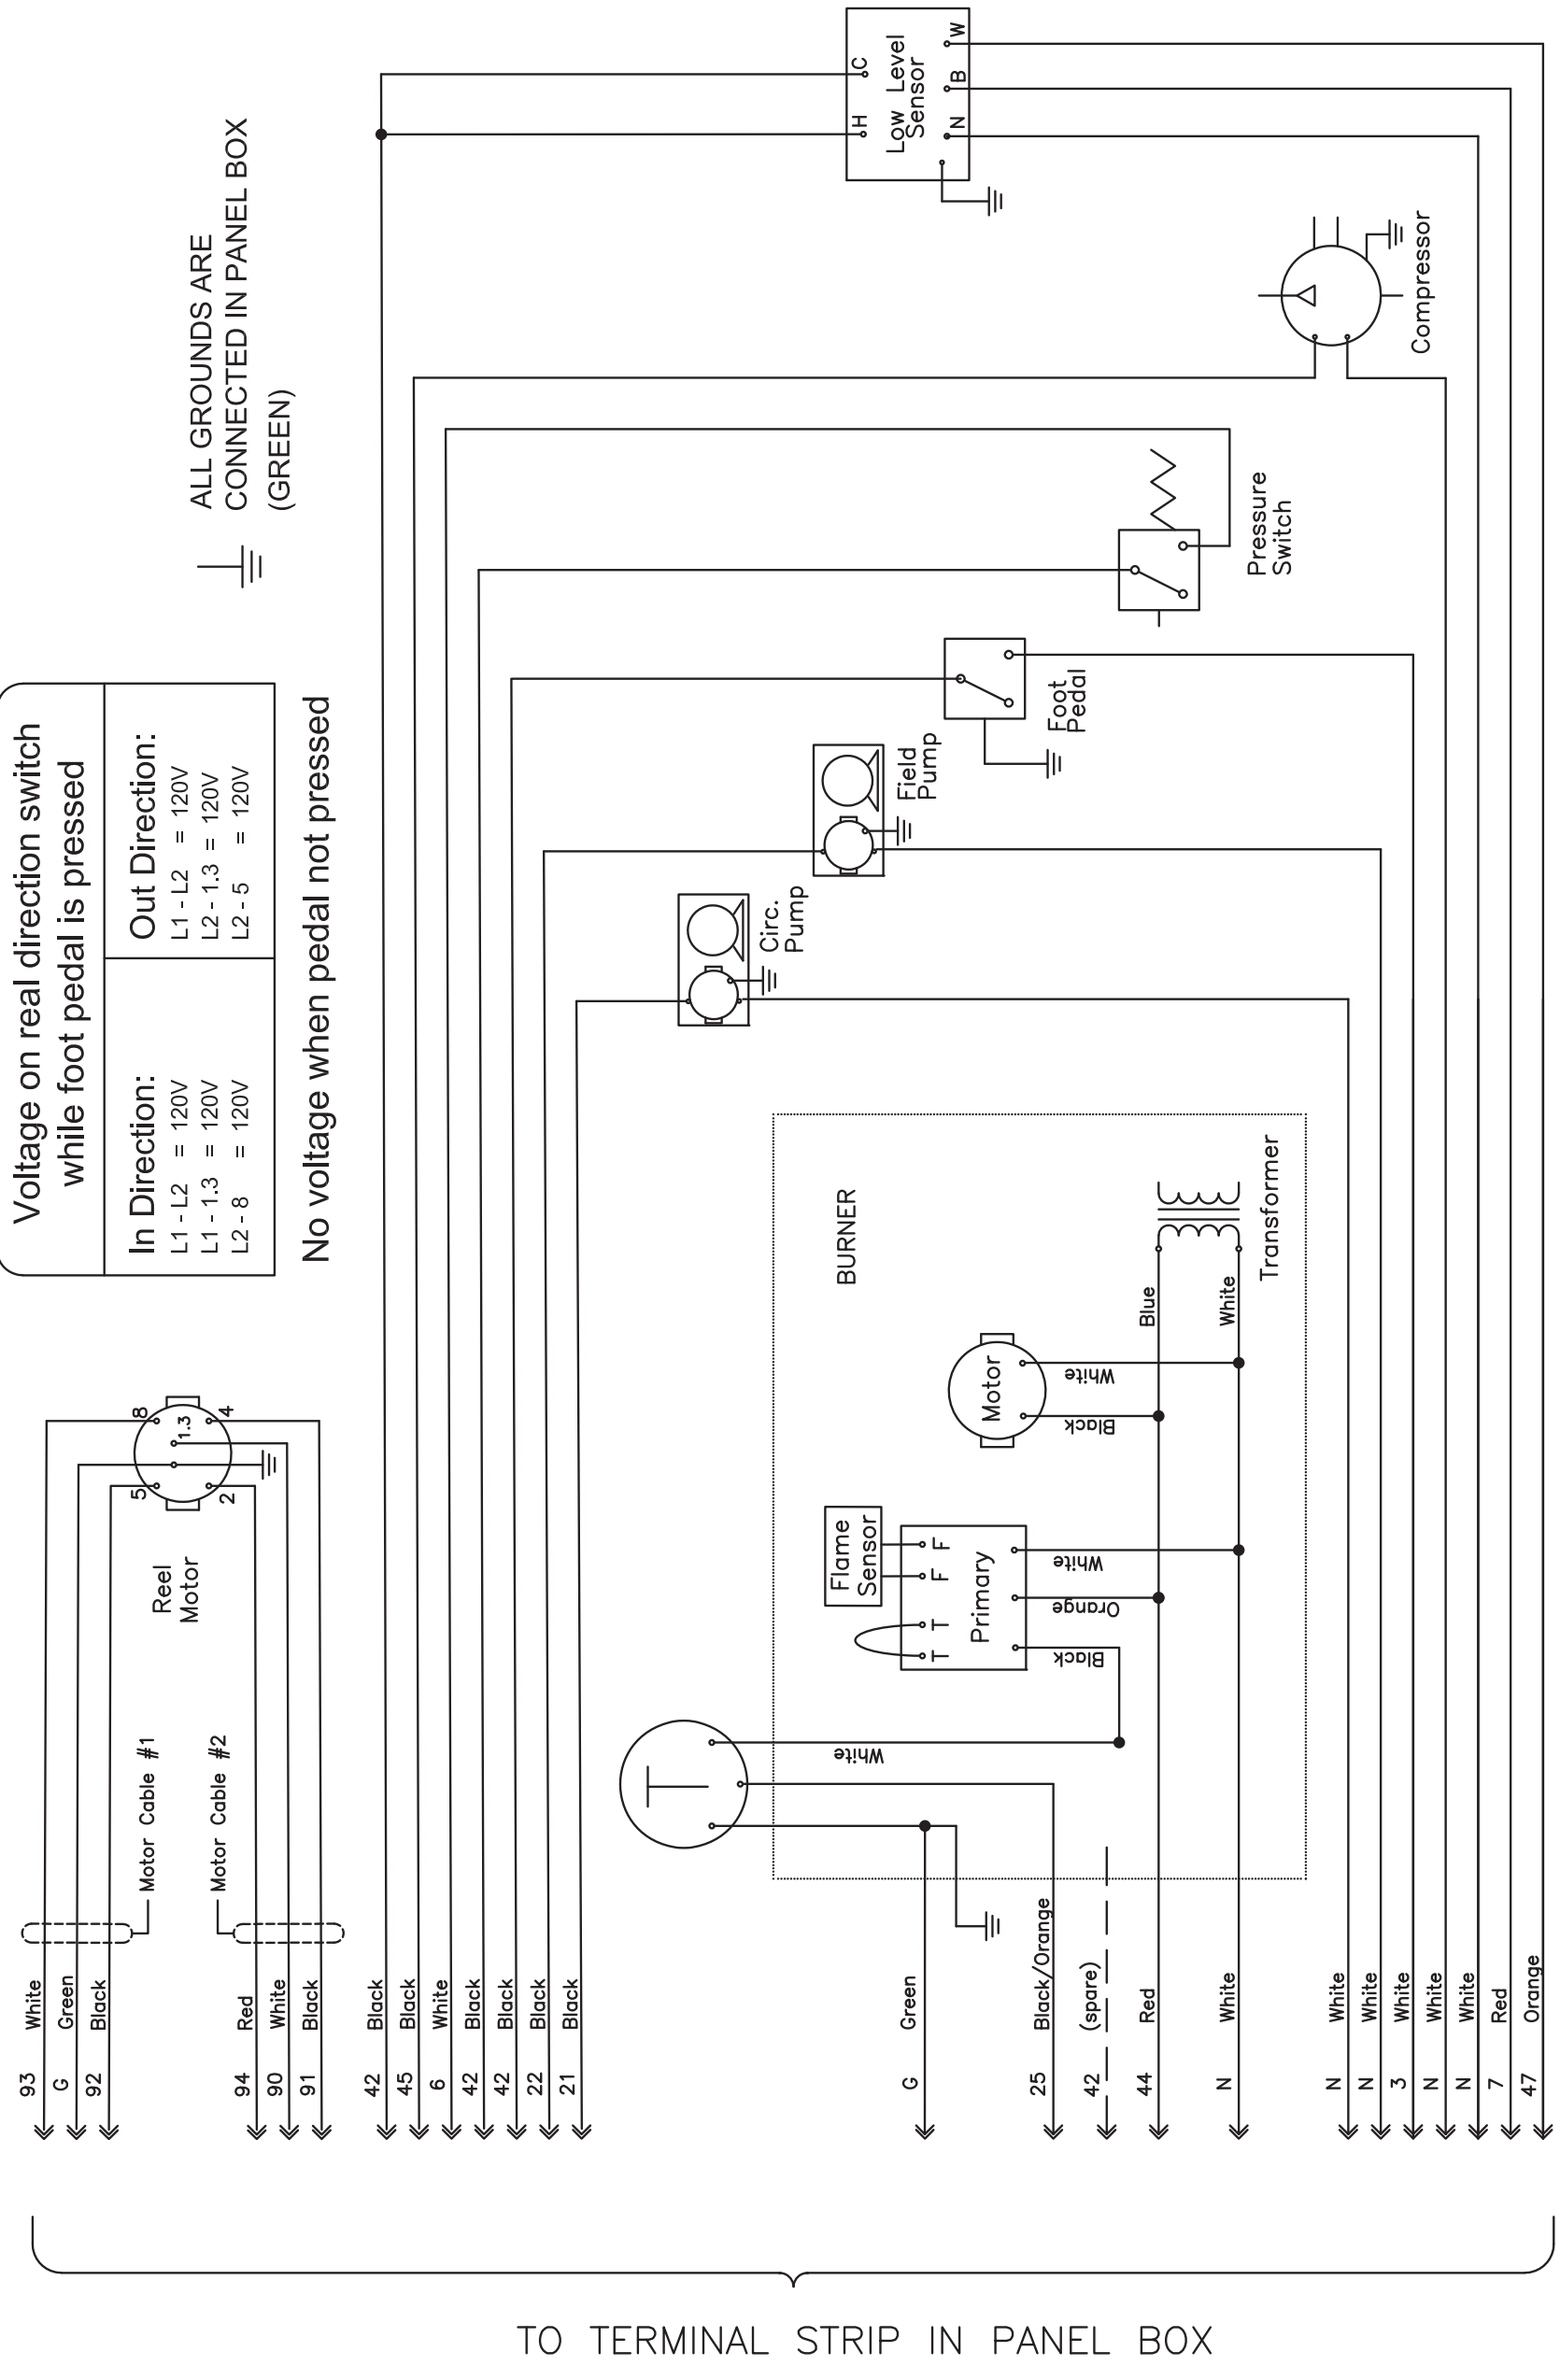 Voltage on real direction switch
while foot pedal is pressed
In Direction:
L1 - L2 = 120V
L1 - 1.3 = 120V
L2 - 8 = 120V
Out Direction:
L1 - L2 = 120V
L2 - 1.3 = 120V
L2 - 5 = 120V
No voltage when pedal not pressed
ALL GROUNDS ARE
CONNECTED IN PANEL BOX
(GREEN)
93 White
G Green
92 Black
94 Red
90 White
91 Black
Motor Cable #1
Motor Cable #2
Reel
Motor
5
8
1.3
2
4
42 Black
45 Black
6 White
42 Black
42 Black
22 Black
21 Black
H
C
Low Level
Sensor
N
B
W
Compressor
Pressure
Switch
Foot
Pedal
Field
Pump
Circ.
Pump
BURNER
T
White
Flame
Sensor
T
T
F
F
Primary
Black
Orange
White
Motor
Black
White
Blue
White
Transformer
G Green
25 Black/Orange
42 (spare)
44 Red
N White
N White
N White
3 White
N White
N White
7 Red
47 Orange
TO TERMINAL STRIP IN PANEL BOX